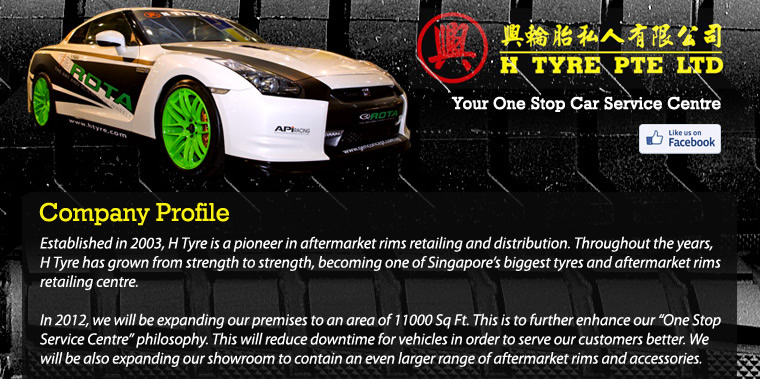 興
興輪胎私人有限公司
H TYRE PTE LTD
Your One Stop Car Service Centre
Like us on
Facebook
ROTA
www.htyre.com
API RACING
ROTA
Company Profile
Established in 2003, H Tyre is a pioneer in aftermarket rims retailing and distribution. Throughout the years,
H Tyre has grown from strength to strength, becoming one of Singapore's biggest tyres and aftermarket rims
retailing centre.
In 2012, we will be expanding our premises to an area of 11000 Sq Ft. This is to further enhance our “One Stop
Service Centre” philosophy. This will reduce downtime for vehicles in order to serve our customers better. We
will be also expanding our showroom to contain an even larger range of aftermarket rims and accessories.